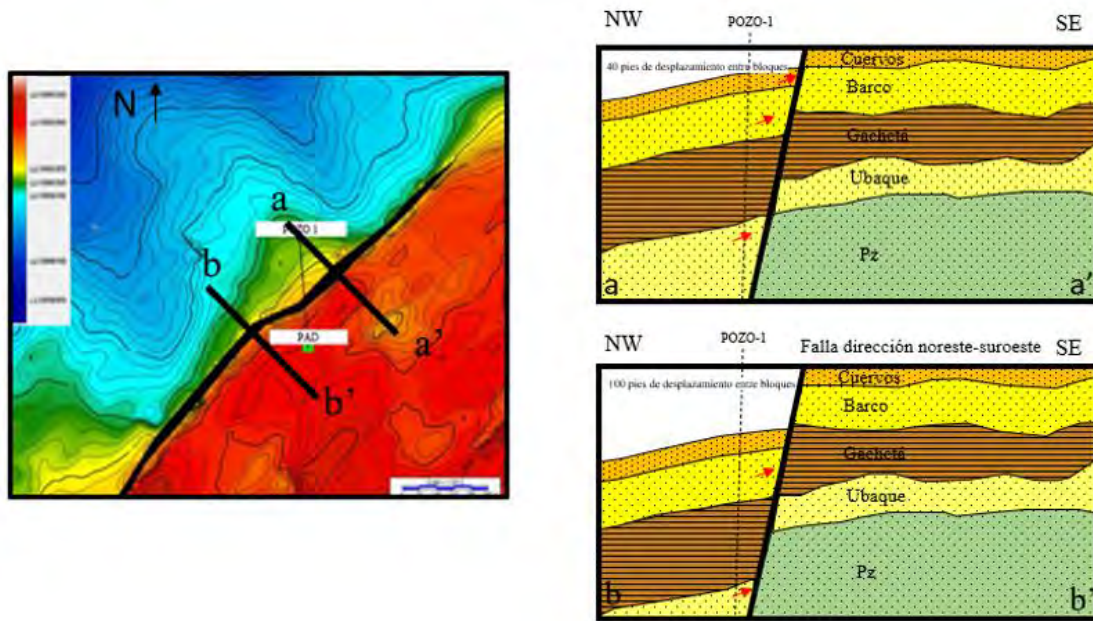 N
a
POZO 1
b
PAD
a'
b'
NW
POZO-1
SE
40 pies de desplazamiento entre bloques
Cuervos
Barco
Gachetá
Ubaque
Pz
a
a'
NW
POZO-1
Falla dirección noreste-suroeste
SE
100 pies de desplazamiento entre bloques
Cuervos
Barco
Gachetá
Ubaque
Pz
b
b'